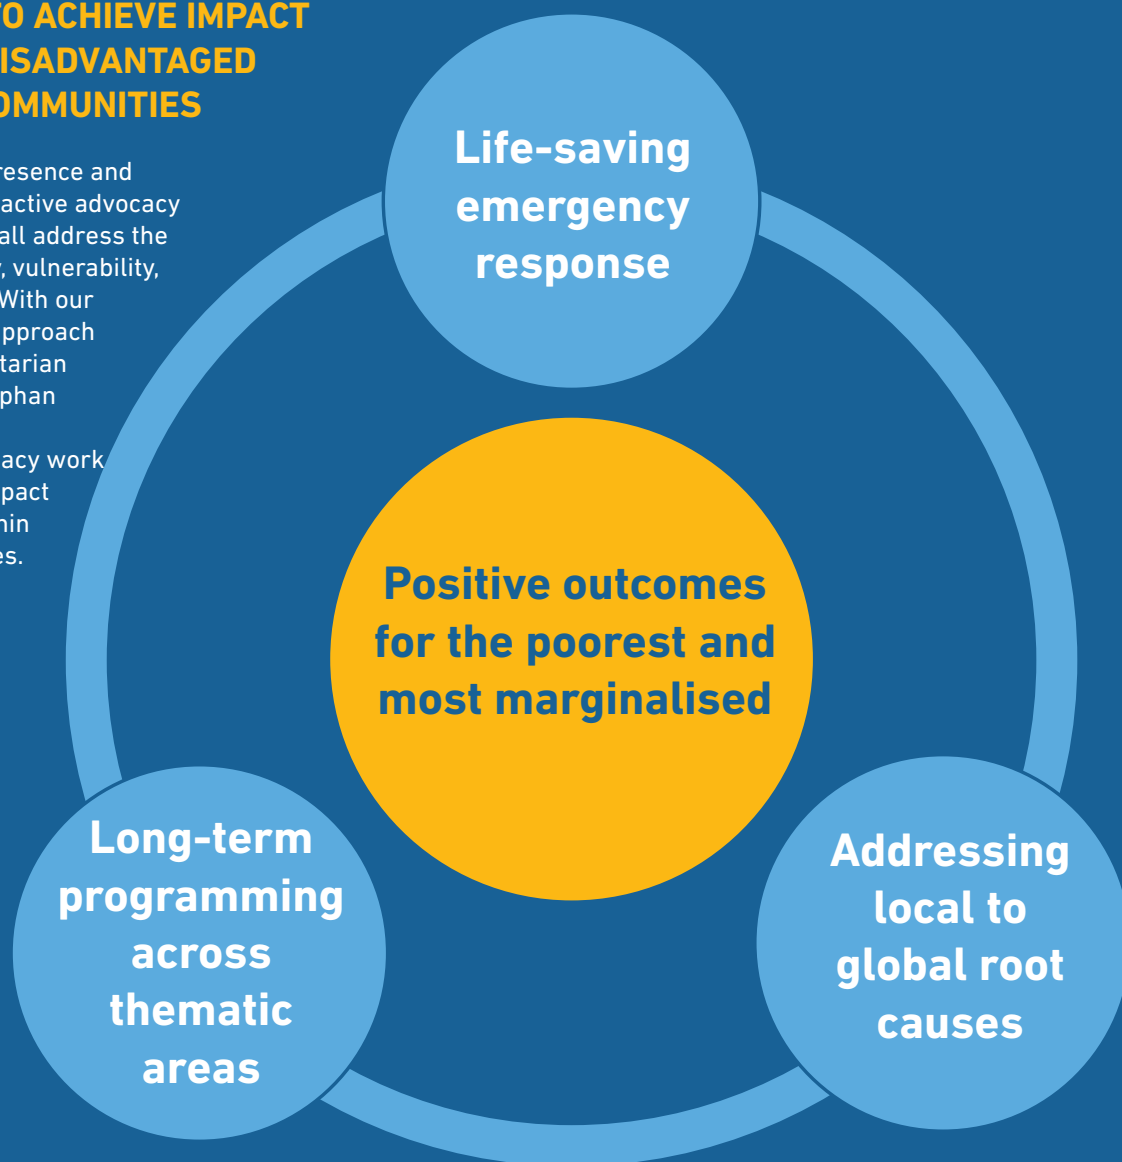 TO ACHIEVE IMPACT
ISADVANTAGED
OMMUNITIES
resence and
active advocacy
all address the
, vulnerability,
With our
pproach
tarian
phan
acy work
pact
hin
es.
Life-saving
emergency
response
Positive outcomes
for the poorest and
most marginalised
Long-term
programming
across
thematic
areas
Addressing
local to
global root
causes